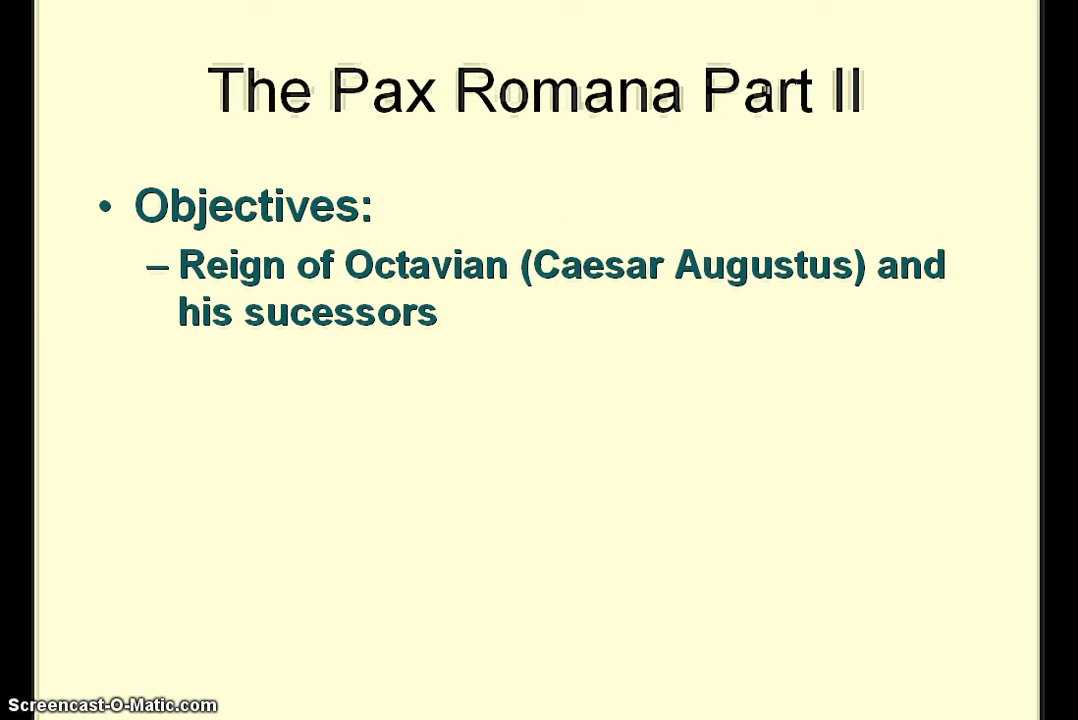 The Pax Romana Part II
• Objectives:
– Reign of Octavian (Caesar Augustus) and
his sucessors
Screencast-O-Matic.com